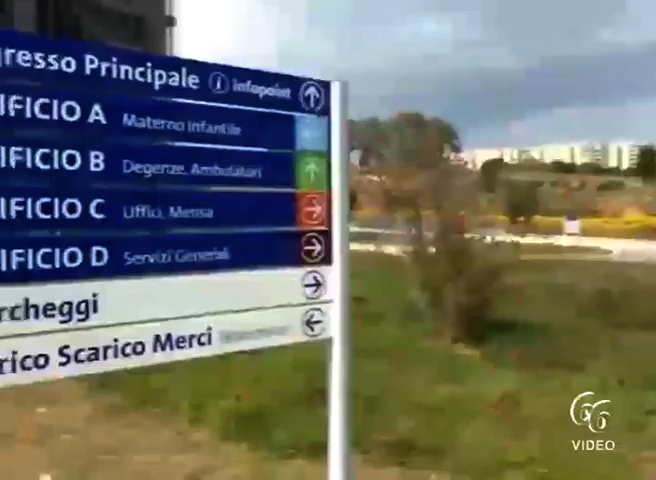 resso Principale i infopoint
IFICIO A Materno Infantile
IFICIO B Degenze, Ambulatori
IFICIO C Uffici, Mensa
IFICIO D Servizi Generali
rcheggi
rico Scarico Merci
66
VIDEO